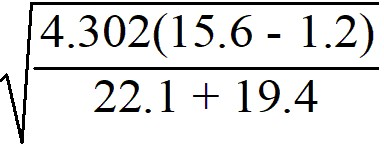 √
4.302(15.6 - 1.2)
22.1 + 19.4